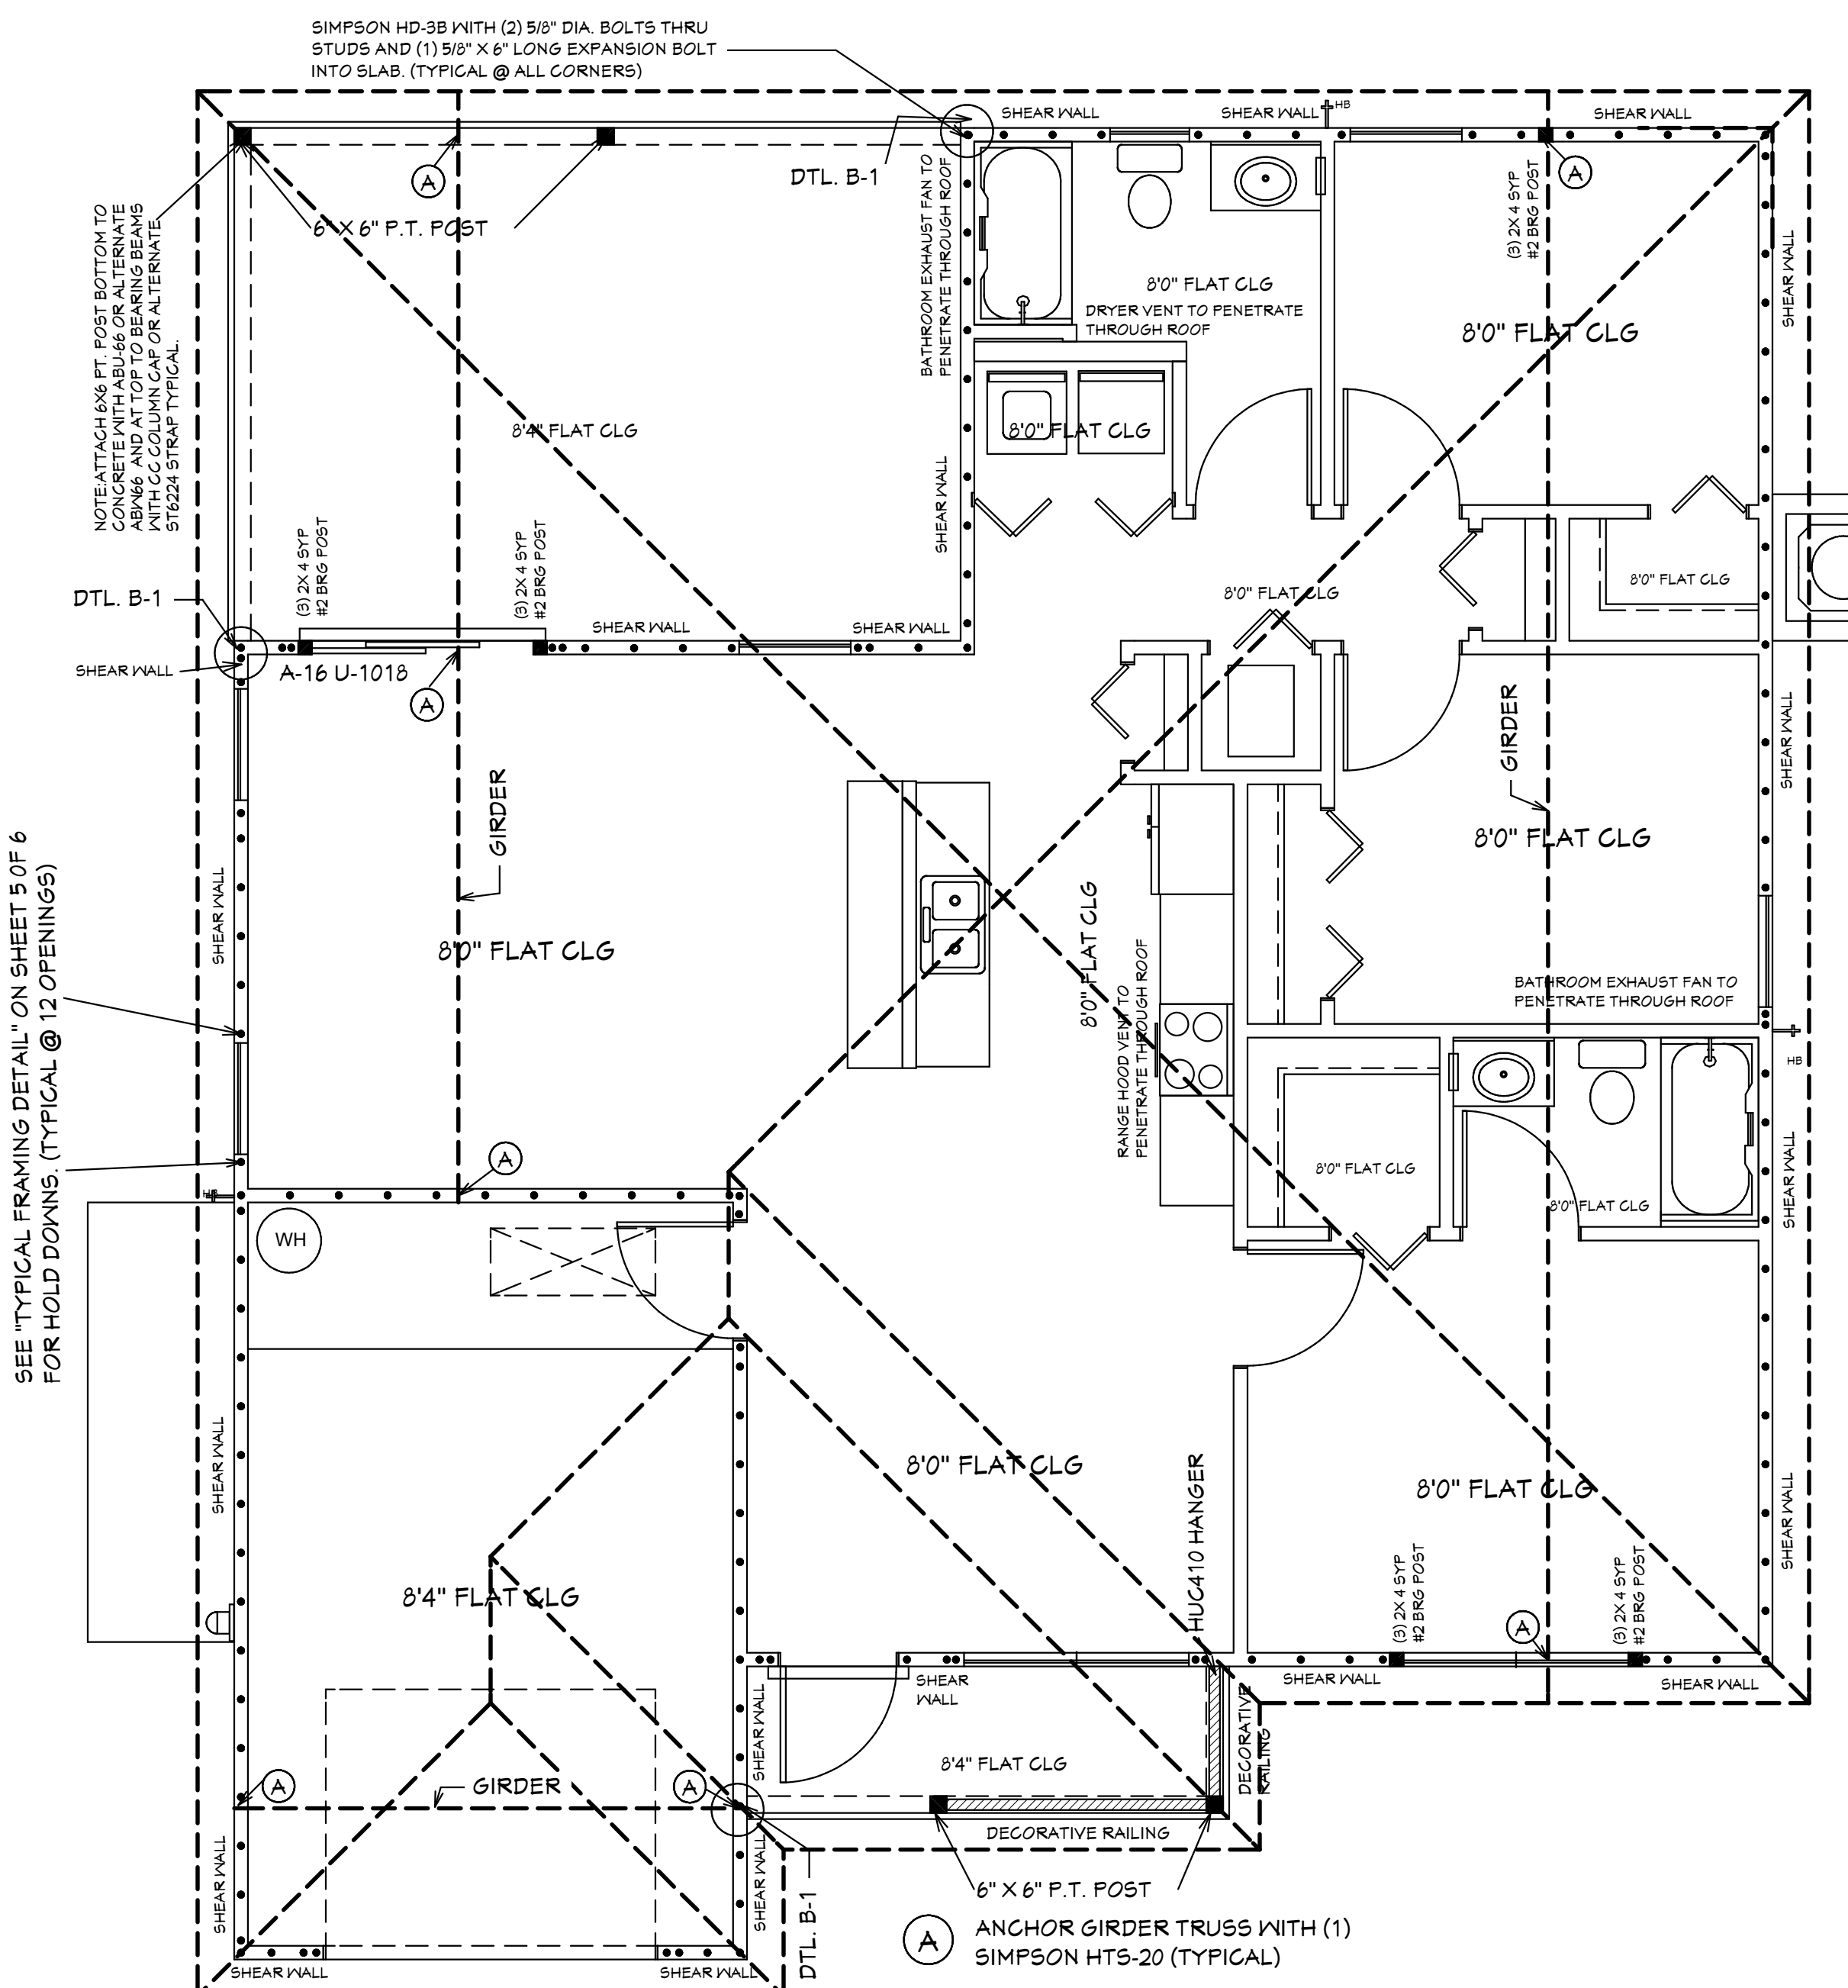 SIMPSON HD-3B WITH (2) 5/8" DIA. BOLTS THRU
STUDS AND (1) 5/8" X 6" LONG EXPANSION BOLT
INTO SLAB. (TYPICAL @ ALL CORNERS)
SHEAR WALL
SHEAR WALL
HB
SHEAR WALL
DTL. B-1
A
A
6" X 6" P.T. POST
BATHROOM EXHAUST FAN TO
PENETRATE THROUGH ROOF
(3) 2X 4 SYP
#2 BRG POST
NOTE:ATTACH 6X6 PT. POST BOTTOM TO
CONCRETE WITH ABU-66 OR ALTERNATE
ABW66 AND AT TOP TO BEARING BEAMS
WITH CC COLUMN CAP OR ALTERNATE
ST6224 STRAP TYPICAL.
8'0" FLAT CLG
DRYER VENT TO PENETRATE
THROUGH ROOF
8'0" FLAT CLG
SHEAR WALL
8'4" FLAT CLG
8'0" FLAT CLG
SHEAR WALL
(3) 2X 4 SYP
#2 BRG POST
(3) 2X 4 SYP
#2 BRG POST
8'0" FLAT CLG
8'0" FLAT CLG
DTL. B-1
SHEAR WALL
SHEAR WALL
SHEAR WALL
A-16 U-1018
A
GIRDER
SHEAR WALL
GIRDER
8'0" FLAT CLG
SEE "TYPICAL FRAMING DETAIL" ON SHEET 5 OF 6
FOR HOLD DOWNS. (TYPICAL @ 12 OPENINGS)
SHEAR WALL
8'0" FLAT CLG
8'0" FLAT CLG
RANGE HOOD VENT TO
PENETRATE THROUGH ROOF
BATHROOM EXHAUST FAN TO
PENETRATE THROUGH ROOF
HB
A
8'0" FLAT CLG
8'0" FLAT CLG
SHEAR WALL
HB
WH
SHEAR WALL
8'0" FLAT CLG
HUC410 HANGER
8'0" FLAT CLG
SHEAR WALL
8'4" FLAT CLG
(3) 2X 4 SYP
#2 BRG POST
A
(3) 2X 4 SYP
#2 BRG POST
SHEAR WALL
SHEAR
WALL
SHEAR WALL
SHEAR WALL
DECORATIVE
RAILING
8'4" FLAT CLG
A
GIRDER
A
DECORATIVE RAILING
SHEAR WALL
SHEAR WALL
DTL. B-1
6" X 6" P.T. POST
A
ANCHOR GIRDER TRUSS WITH (1)
SIMPSON HTS-20 (TYPICAL)
SHEAR WALL
SHEAR WALL